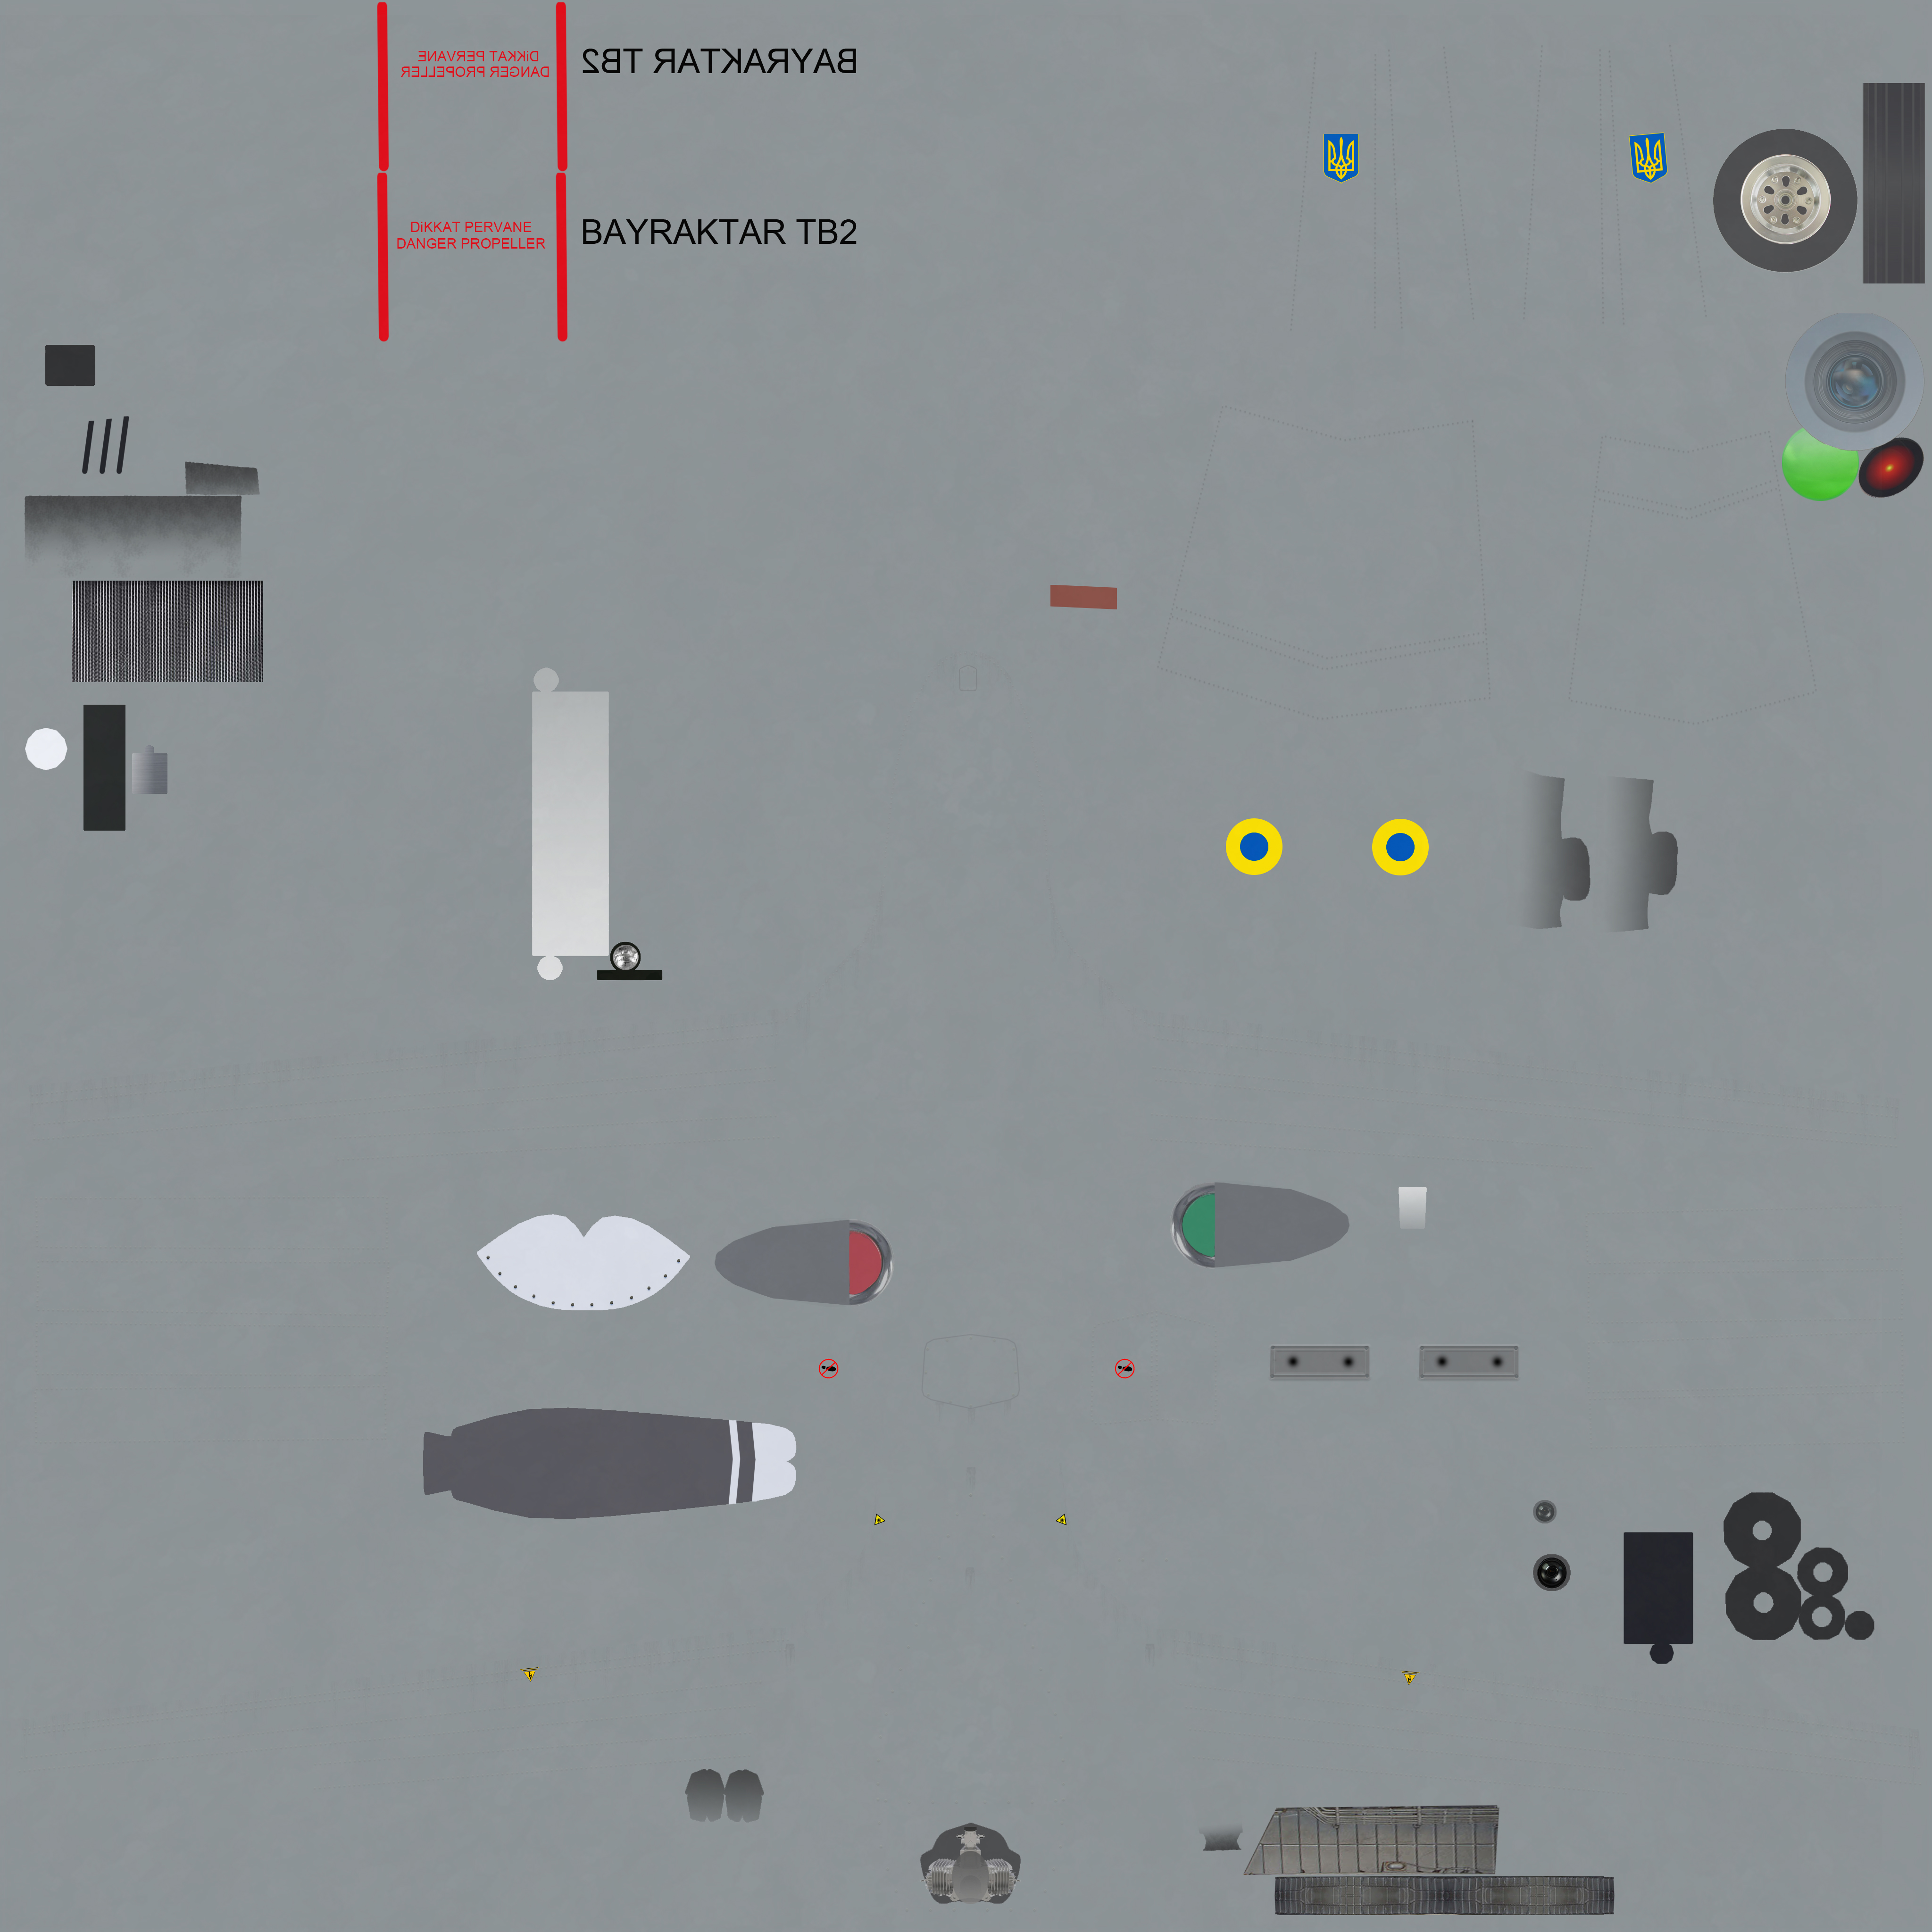 DiKKAT PERVANE
DANGER PROPELLER
BAYRAKTAR TB2
DiKKAT PERVANE
DANGER PROPELLER
BAYRAKTAR TB2